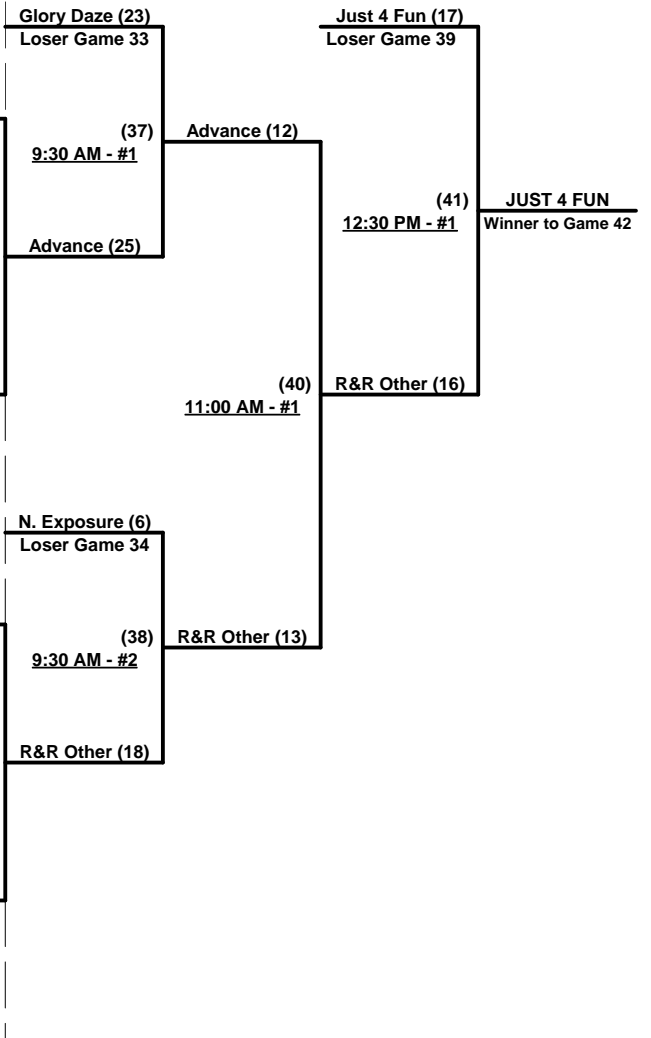 Glory Daze (23)
Loser Game 33
(37)
9:30 AM - #1
Advance (25)
Advance (12)
Just 4 Fun (17)
Loser Game 39
(41)
12:30 PM - #1
JUST 4 FUN
Winner to Game 42
(40)
11:00 AM - #1
R&R Other (16)
N. Exposure (6)
Loser Game 34
(38)
9:30 AM - #2
R&R Other (13)
R&R Other (18)